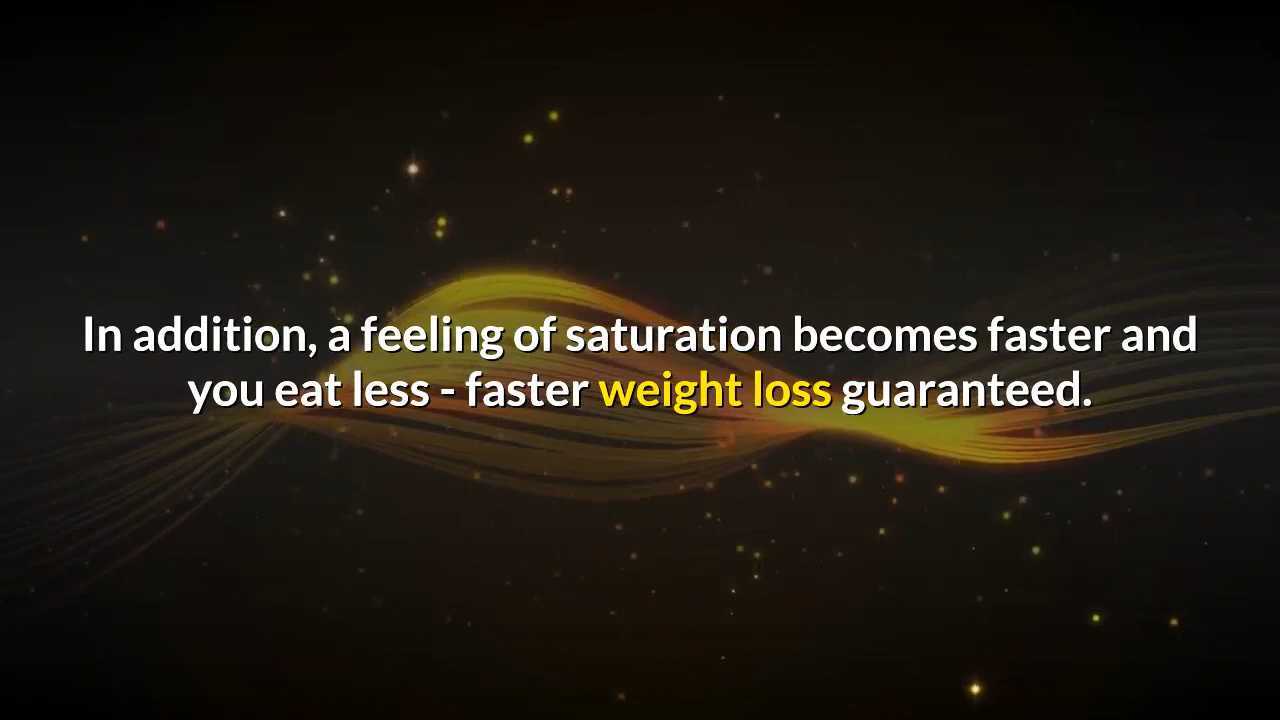 In addition, a feeling of saturation becomes faster and
you eat less - faster weight loss guaranteed.